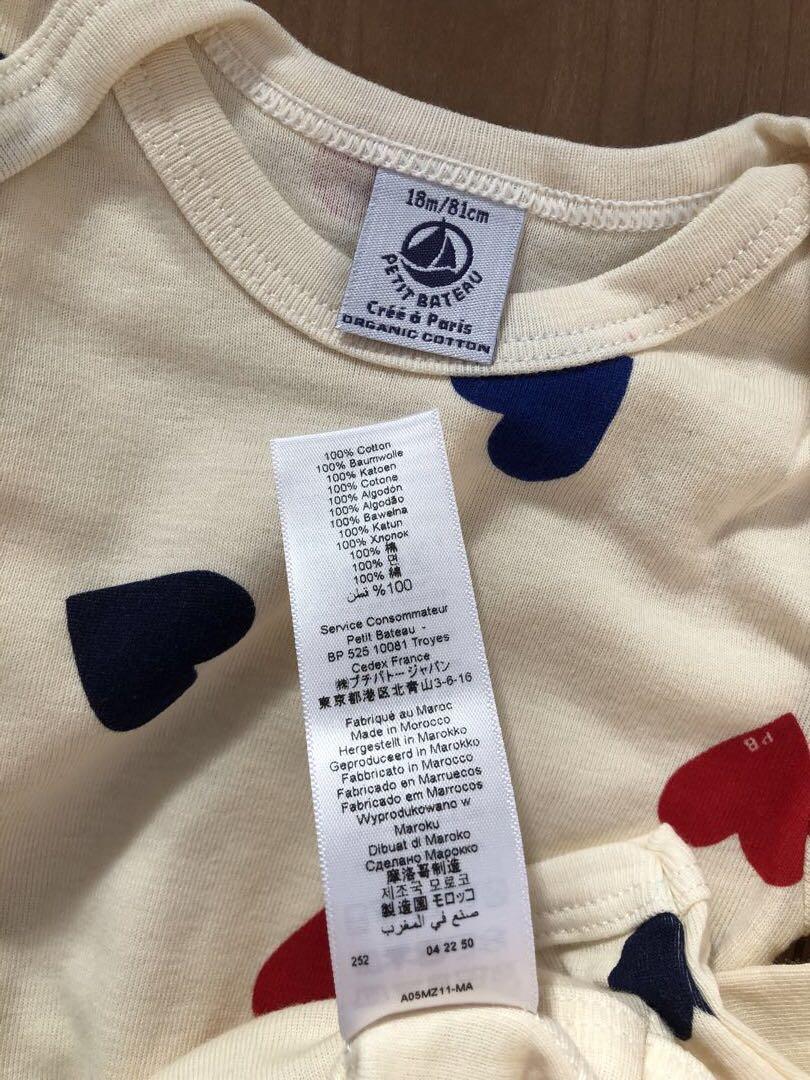 18m/81cm
PETIT BATEAU
Créé à Paris
ORGANIC COTTON
100% Cotton
100% Baumwolle
100% Katoen
100% Cotone
100% Algodón
100% Algodão
100% Bawełna
100% Katun
100% Хлопок
100% 棉
100% 면
100% 綿
%100 قطن
Service Consommateur
Petit Bateau -
BP 525 10081 Troyes
Cedex France
㈱プチバトージャパン
東京都港区北青山3-6-16
Fabriqué au Maroc
Made in Morocco
Hergestellt in Marokko
Geproduceerd in Marokko
Fabbricato in Marocco
Fabricado en Marruecos
Fabricado em Marrocos
Wyprodukowano w
Maroku
Dibuat di Maroko
Сделано Марокко
摩洛哥制造
제조국 모로코
製造国 モロッコ
صنع في المغرب
252 04 22 50
A05MZ11-MA
PB